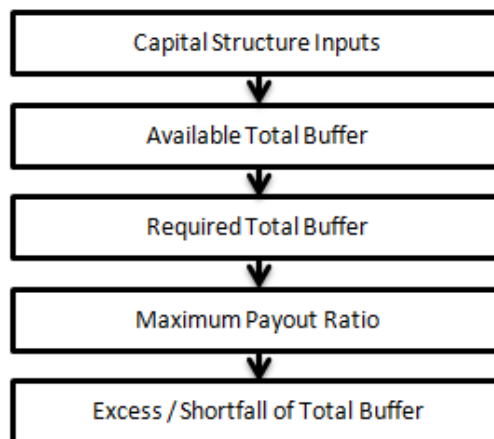 Capital Structure Inputs
Available Total Buffer
Required Total Buffer
Maximum Payout Ratio
Excess / Shortfall of Total Buffer